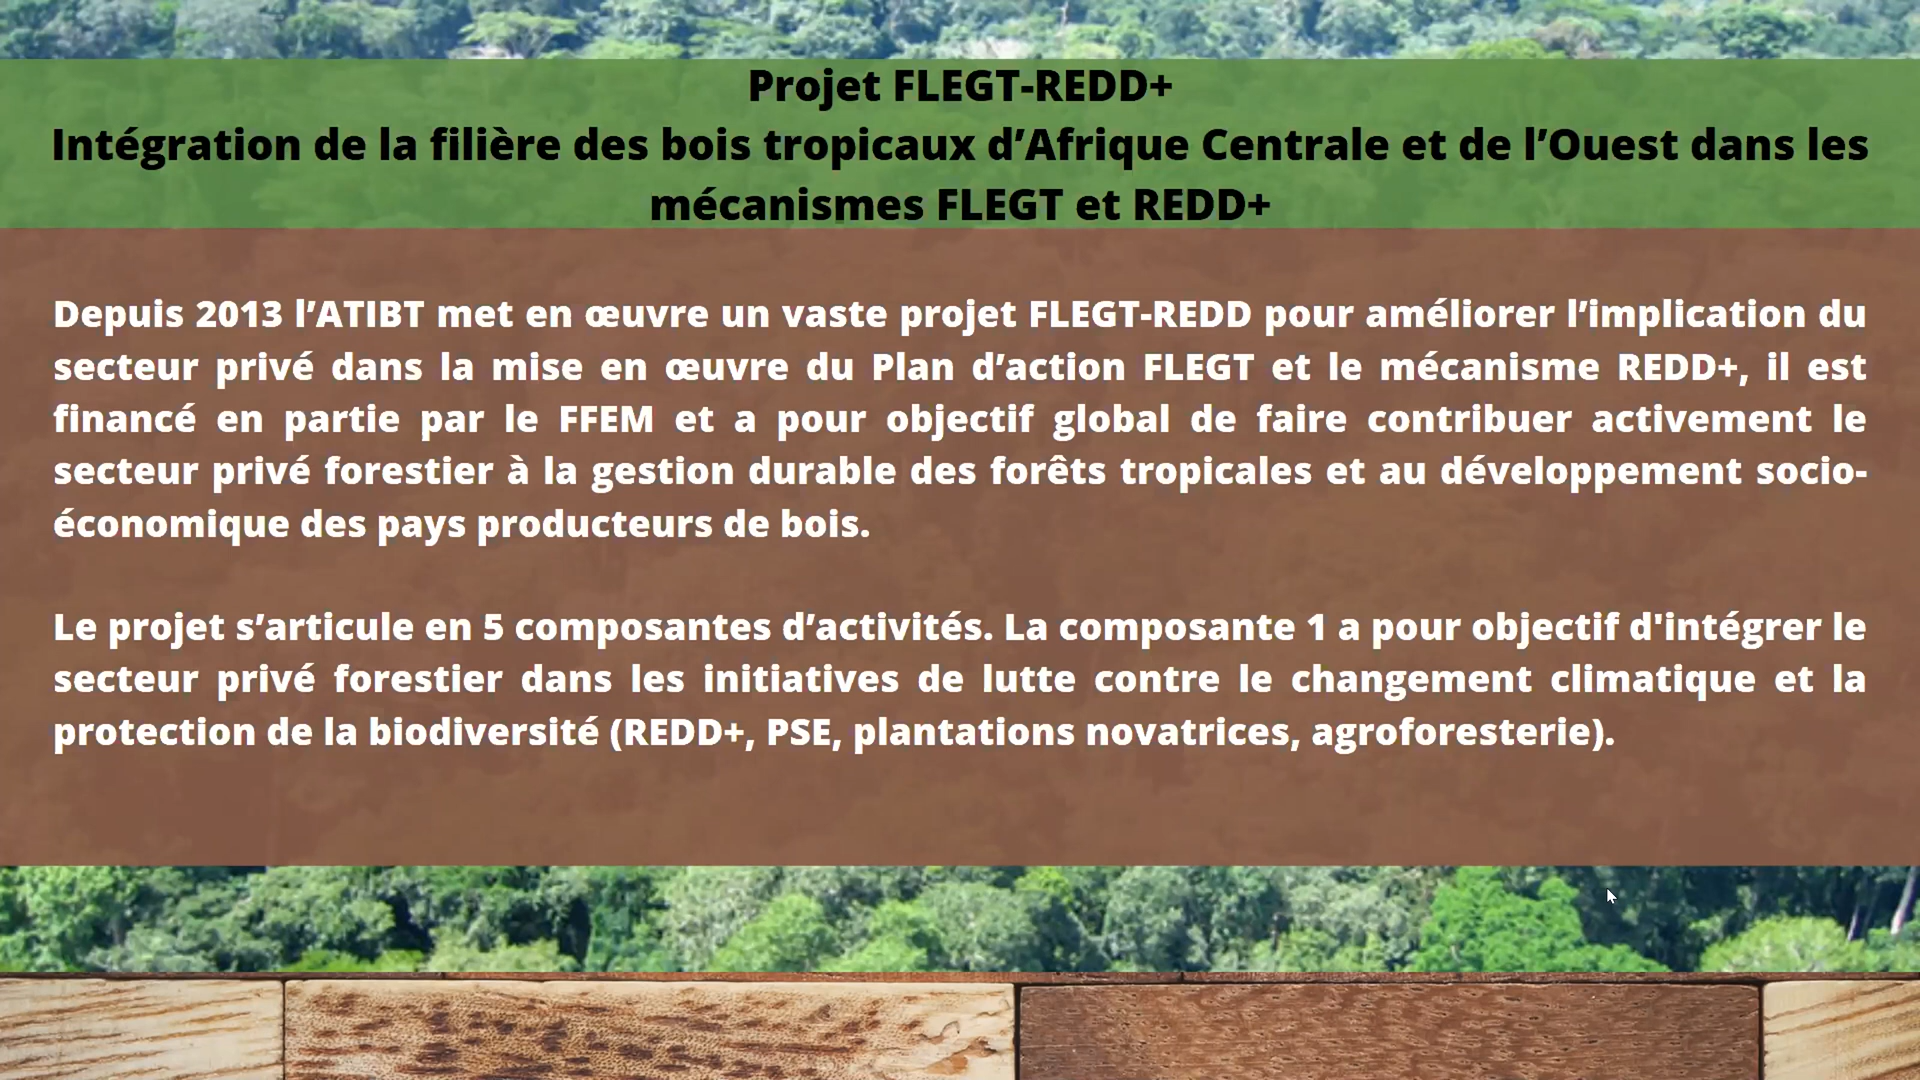 Projet FLEGT-REDD+
Intégration de la filière des bois tropicaux d’Afrique Centrale et de l’Ouest dans les
mécanismes FLEGT et REDD+
Depuis 2013 l’ATIBT met en œuvre un vaste projet FLEGT-REDD pour améliorer l’implication du
secteur privé dans la mise en œuvre du Plan d’action FLEGT et le mécanisme REDD+, il est
financé en partie par le FFEM et a pour objectif global de faire contribuer activement le
secteur privé forestier à la gestion durable des forêts tropicales et au développement socio-
économique des pays producteurs de bois.
Le projet s’articule en 5 composantes d’activités. La composante 1 a pour objectif d'intégrer le
secteur privé forestier dans les initiatives de lutte contre le changement climatique et la
protection de la biodiversité (REDD+, PSE, plantations novatrices, agroforesterie).